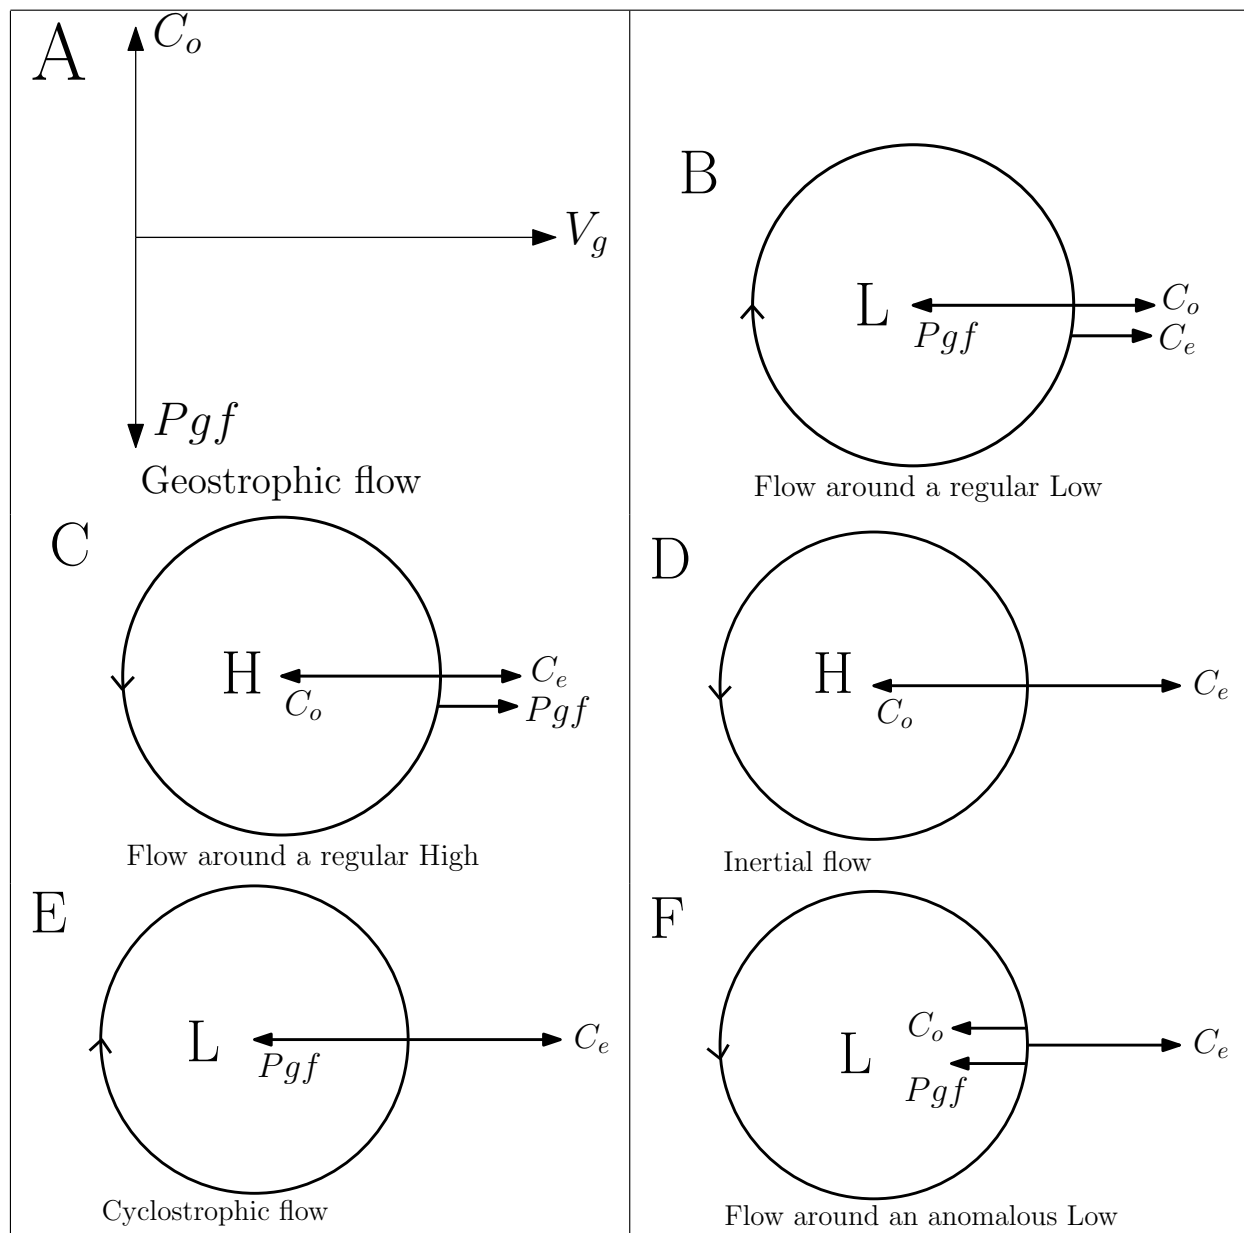 A
C_o
V_g
Pgf
Geostrophic flow
B
L
Pgf
C_o
C_e
Flow around a regular Low
C
H
C_o
C_e
Pgf
Flow around a regular High
D
H
C_o
C_e
Inertial flow
E
L
Pgf
C_e
Cyclostrophic flow
F
C_o
L
C_e
Pgf
Flow around an anomalous Low